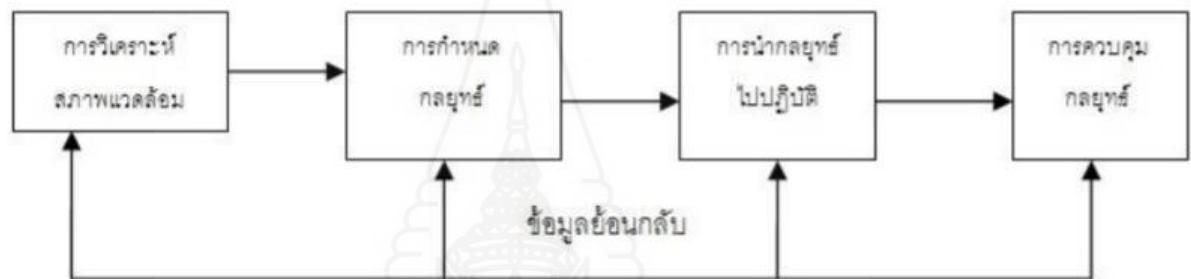 การวิเคราะห์
สภาพแวดล้อม
การกำหนด
กลยุทธ์
การนำกลยุทธ์
ไปปฏิบัติ
การควบคุม
กลยุทธ์
ข้อมูลย้อนกลับ